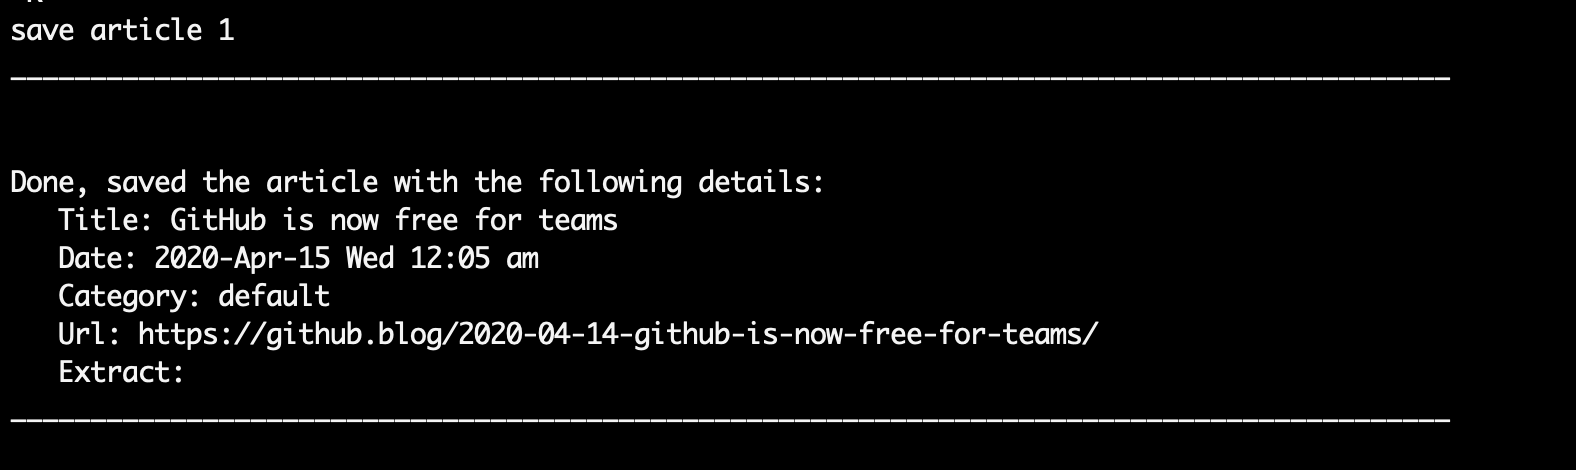 save article 1
Done, saved the article with the following details:
Title: GitHub is now free for teams
Date: 2020-Apr-15 Wed 12:05 am
Category: default
Url: https://github.blog/2020-04-14-github-is-now-free-for-teams/
Extract: